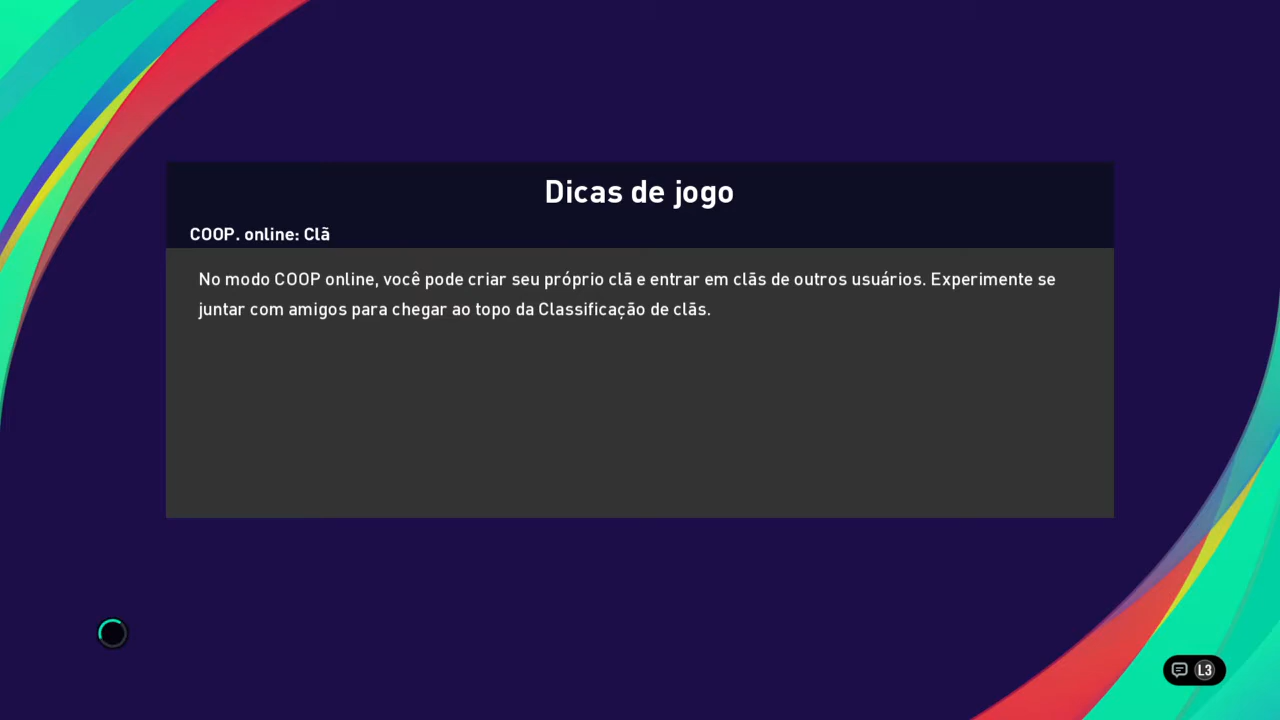 Dicas de jogo
COOP. online: Clã
No modo COOP online, você pode criar seu próprio clã e entrar em clãs de outros usuários. Experimente se
juntar com amigos para chegar ao topo da Classificação de clãs.
L3